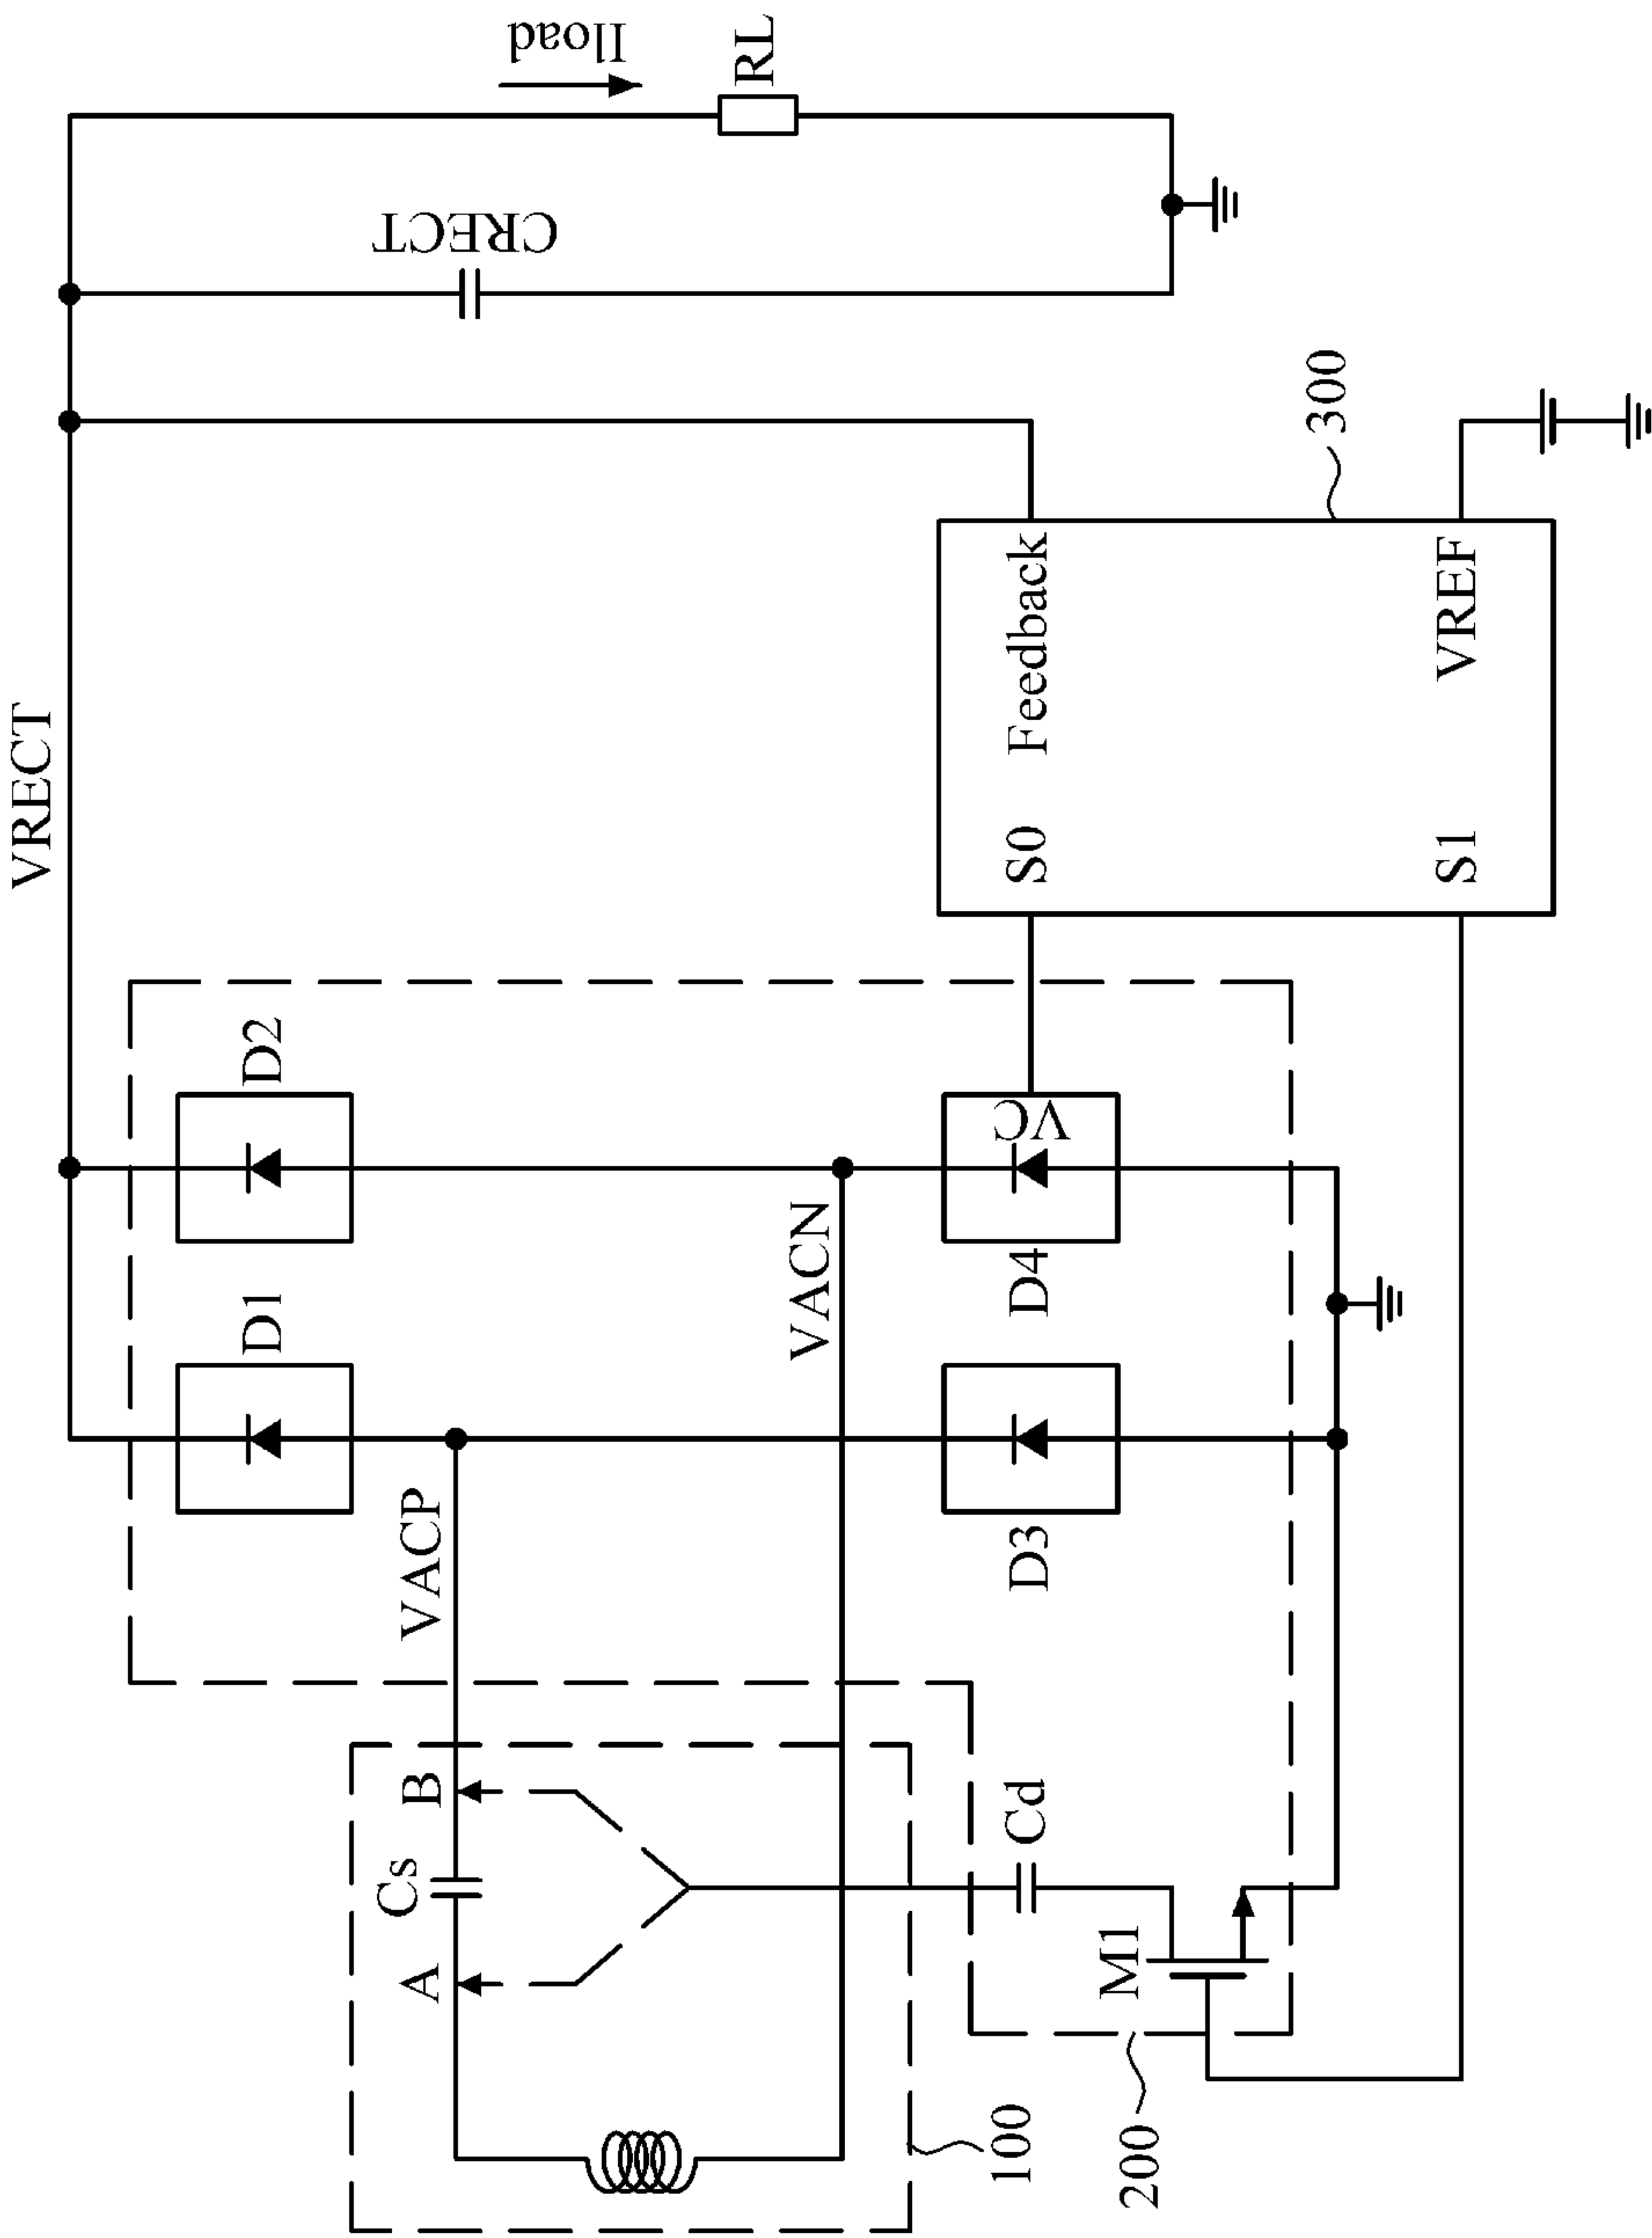 VRECT
Iload
RL
CRECT
D1
D2
VACP
VACN
D3
D4
VC
S0
Feedback
S1
VREF
300
A
Cs
B
Cd
M1
100
200